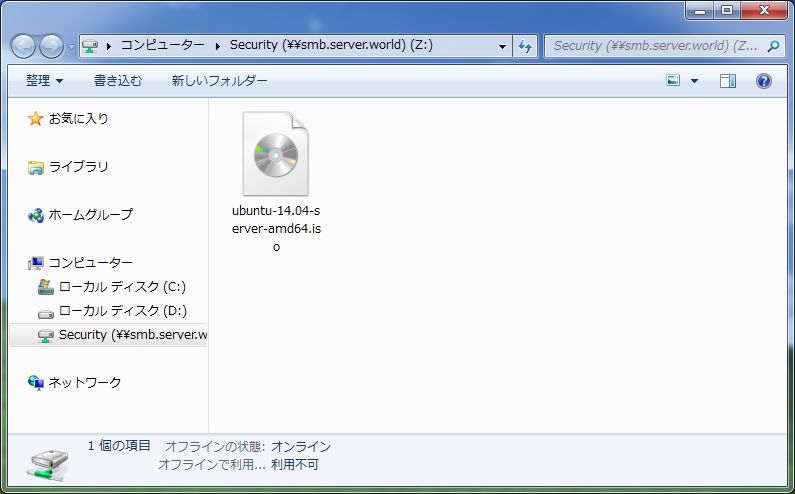 コンピューター ▸ Security (¥¥smb.server.world) (Z:)
Security (¥¥smb.server.world) (Z...
整理 書き込む 新しいフォルダー
お気に入り
ライブラリ
ホームグループ
コンピューター
ローカル ディスク (C:)
ローカル ディスク (D:)
Security (¥¥smb.server.w
ネットワーク
ubuntu-14.04-s
erver-amd64.is
o
1 個の項目 オフラインの状態: オンライン
オフラインで利用... 利用不可